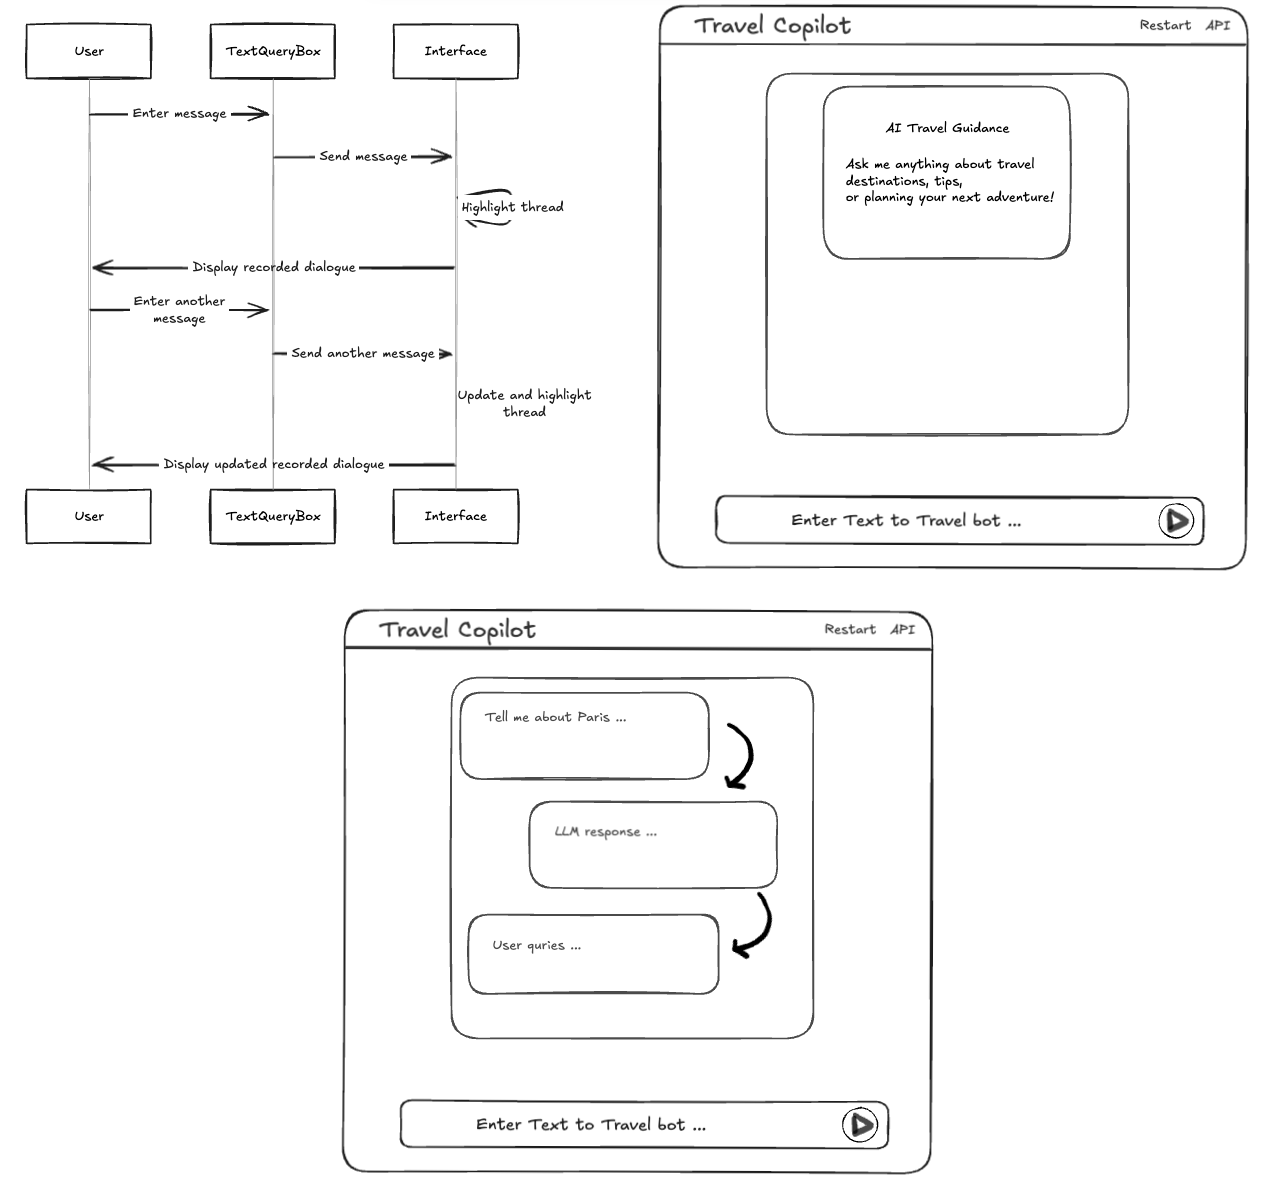 User
TextQueryBox
Interface
Enter message
Send message
Highlight thread
Display recorded dialogue
Enter another
message
Send another message
Update and highlight
thread
Display updated recorded dialogue
User
TextQueryBox
Interface
Travel Copilot
Restart
API
AI Travel Guidance
Ask me anything about travel
destinations, tips,
or planning your next adventure!
Enter Text to Travel bot ...
Travel Copilot
Restart
API
Tell me about Paris ...
LLM response ...
User quries ...
Enter Text to Travel bot ...